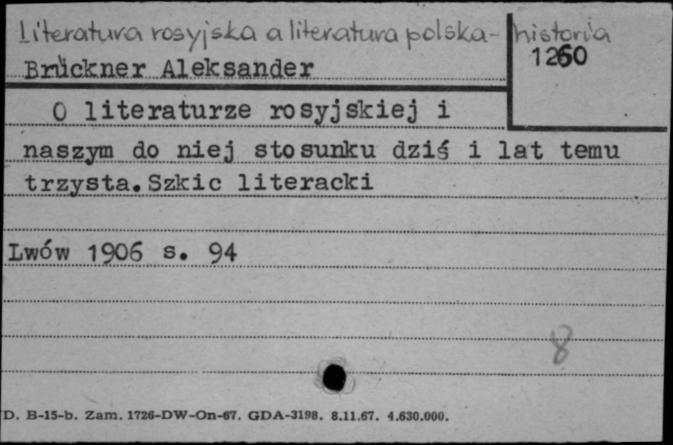 Literatura rosyjska a literatura polska - historia
1260
Brückner Aleksander
O literaturze rosyjskiej i
naszym do niej stosunku dziś i lat temu
trzysta. Szkic literacki
Lwów 1906 s. 94
8
D. B-15-b. Zam. 1726-DW-On-67. GDA-3198. 8.11.67. 4.630.000.